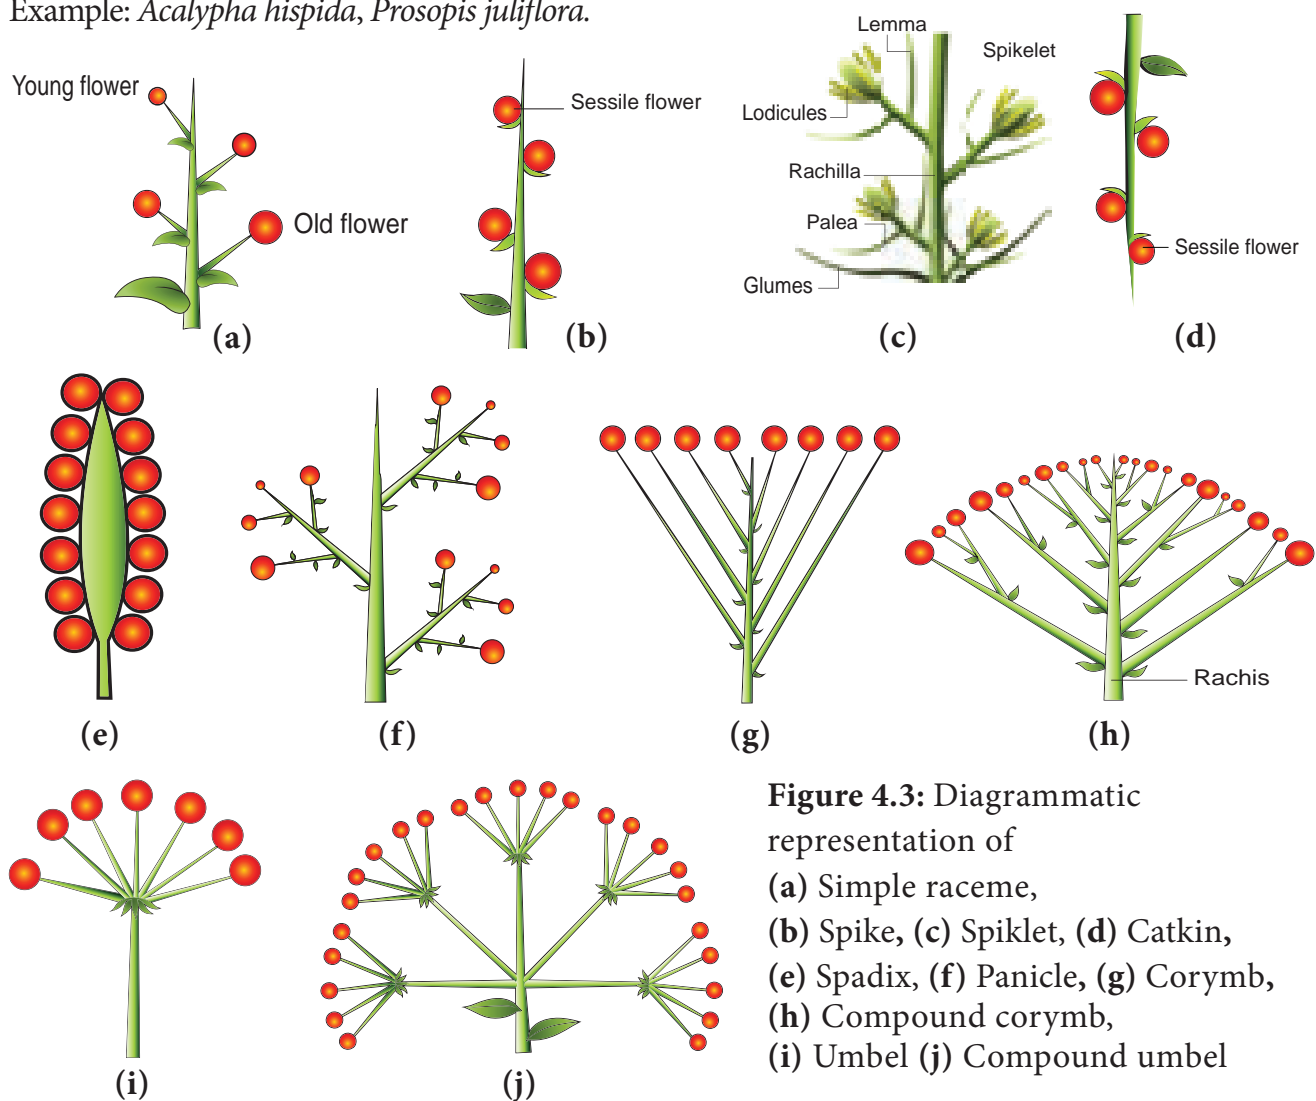 Example: Acalypha hispida, Prosopis juliflora.
Young flower
Old flower
(a)
Sessile flower
(b)
Lemma
Spikelet
Lodicules
Rachilla
Palea
Glumes
(c)
Sessile flower
(d)
(e)
(f)
(g)
Rachis
(h)
(i)
(j)
Figure 4.3: Diagrammatic
representation of
(a) Simple raceme,
(b) Spike, (c) Spiklet, (d) Catkin,
(e) Spadix, (f) Panicle, (g) Corymb,
(h) Compound corymb,
(i) Umbel (j) Compound umbel